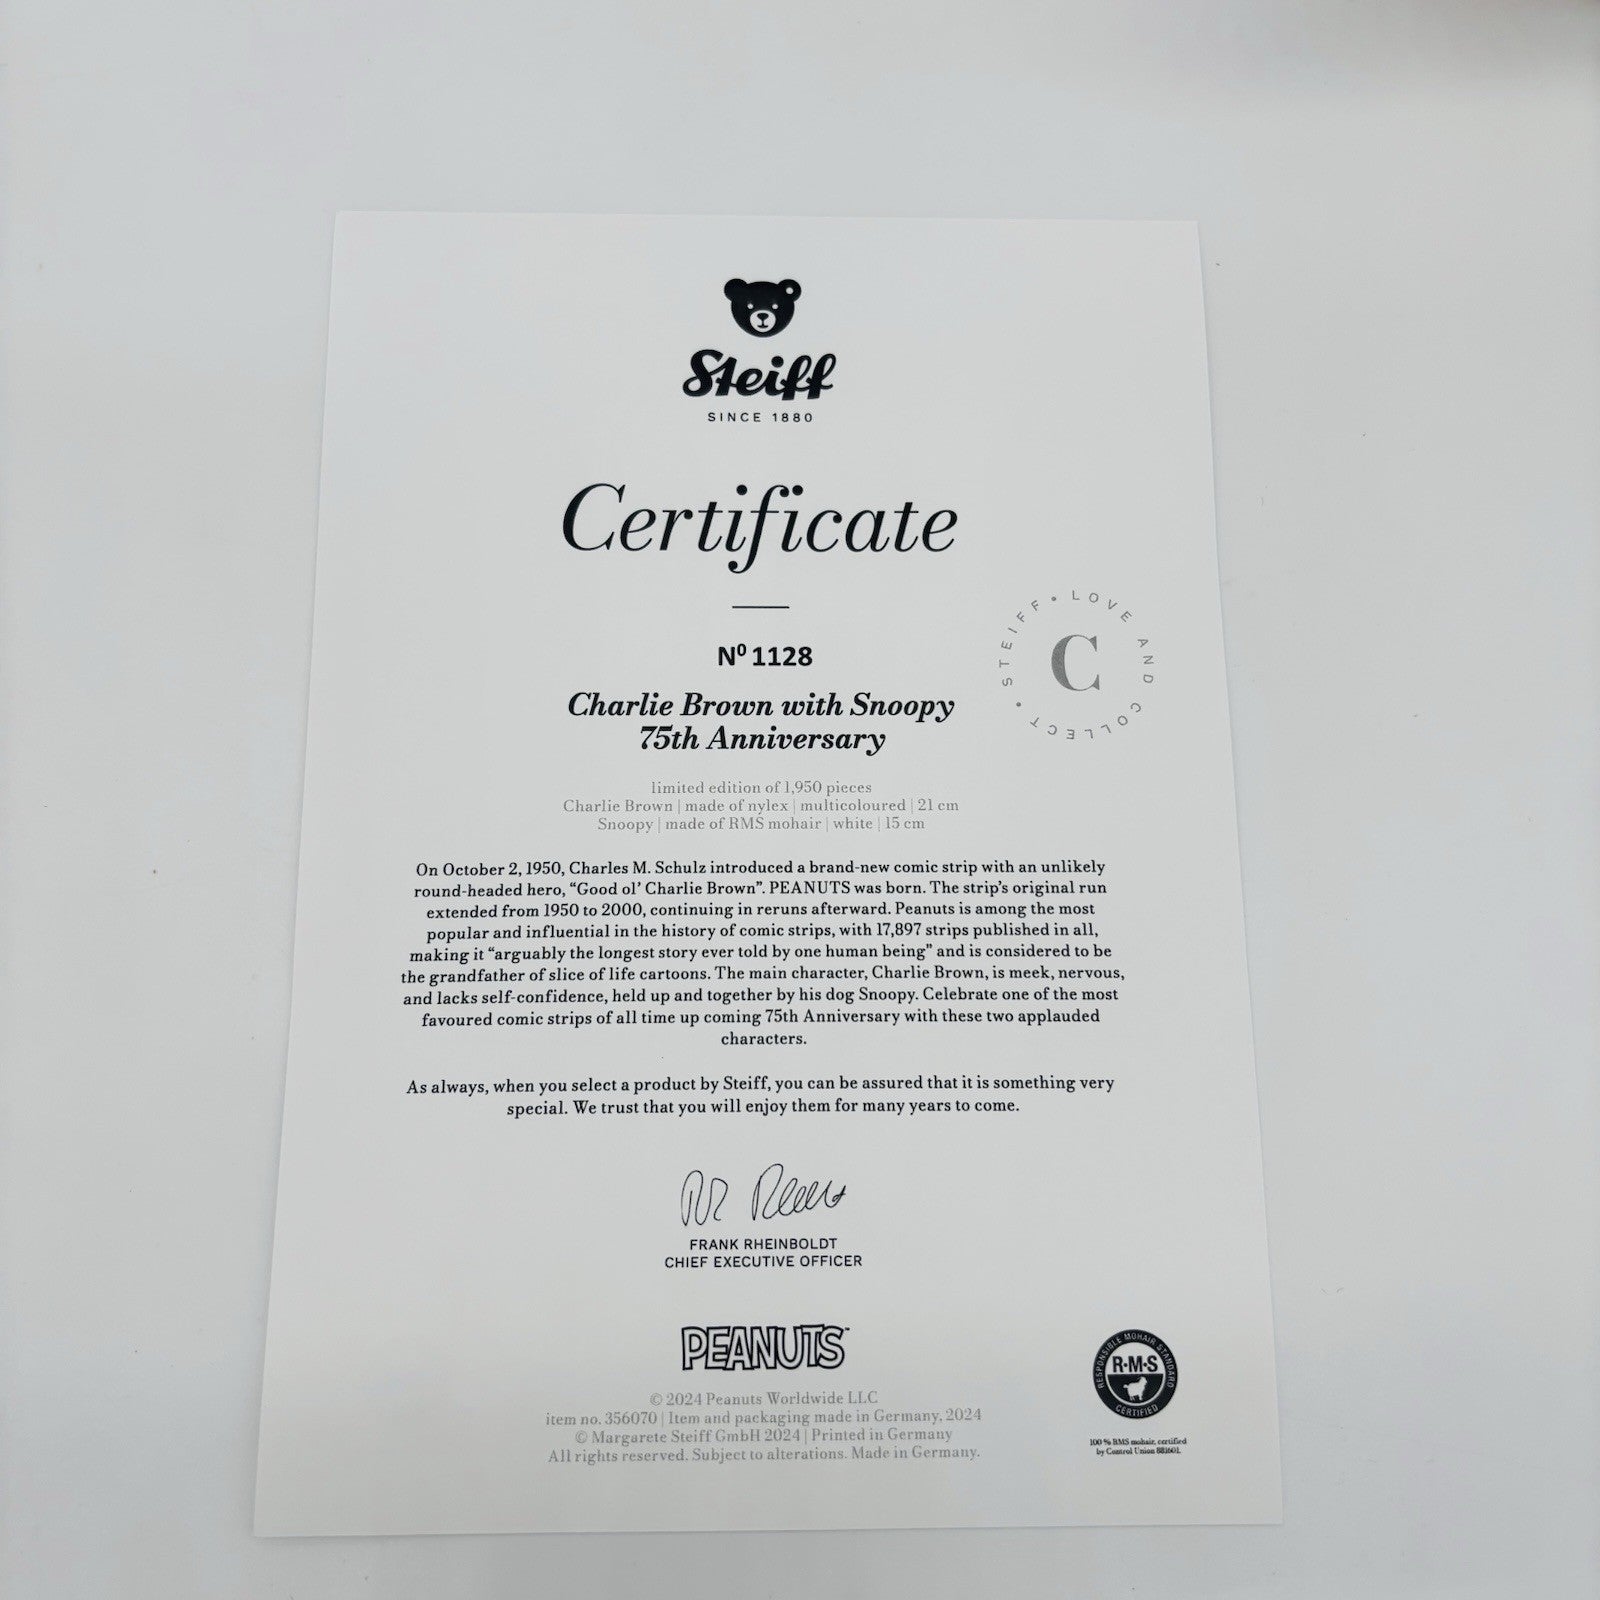 Steiff
SINCE 1880
Certificate
Nº 1128
STEIFF • LOVE AND COLLECT •
C
Charlie Brown with Snoopy
75th Anniversary
limited edition of 1,950 pieces
Charlie Brown | made of nylex | multicoloured | 21 cm
Snoopy | made of RMS mohair | white | 15 cm
On October 2, 1950, Charles M. Schulz introduced a brand-new comic strip with an unlikely
round-headed hero, “Good ol’ Charlie Brown”. PEANUTS was born. The strip’s original run
extended from 1950 to 2000, continuing in reruns afterward. Peanuts is among the most
popular and influential in the history of comic strips, with 17,897 strips published in all,
making it “arguably the longest story ever told by one human being” and is considered to be
the grandfather of slice of life cartoons. The main character, Charlie Brown, is meek, nervous,
and lacks self-confidence, held up and together by his dog Snoopy. Celebrate one of the most
favoured comic strips of all time up coming 75th Anniversary with these two applauded
characters.
As always, when you select a product by Steiff, you can be assured that it is something very
special. We trust that you will enjoy them for many years to come.
FRANK RHEINBOLDT
CHIEF EXECUTIVE OFFICER
PEANUTS™
© 2024 Peanuts Worldwide LLC
item no. 356070 | Item and packaging made in Germany, 2024
© Margarete Steiff GmbH 2024 | Printed in Germany
All rights reserved. Subject to alterations. Made in Germany.
RESPONSIBLE MOHAIR STANDARD
R·M·S
CERTIFIED
100 % RMS mohair, certified
by Control Union